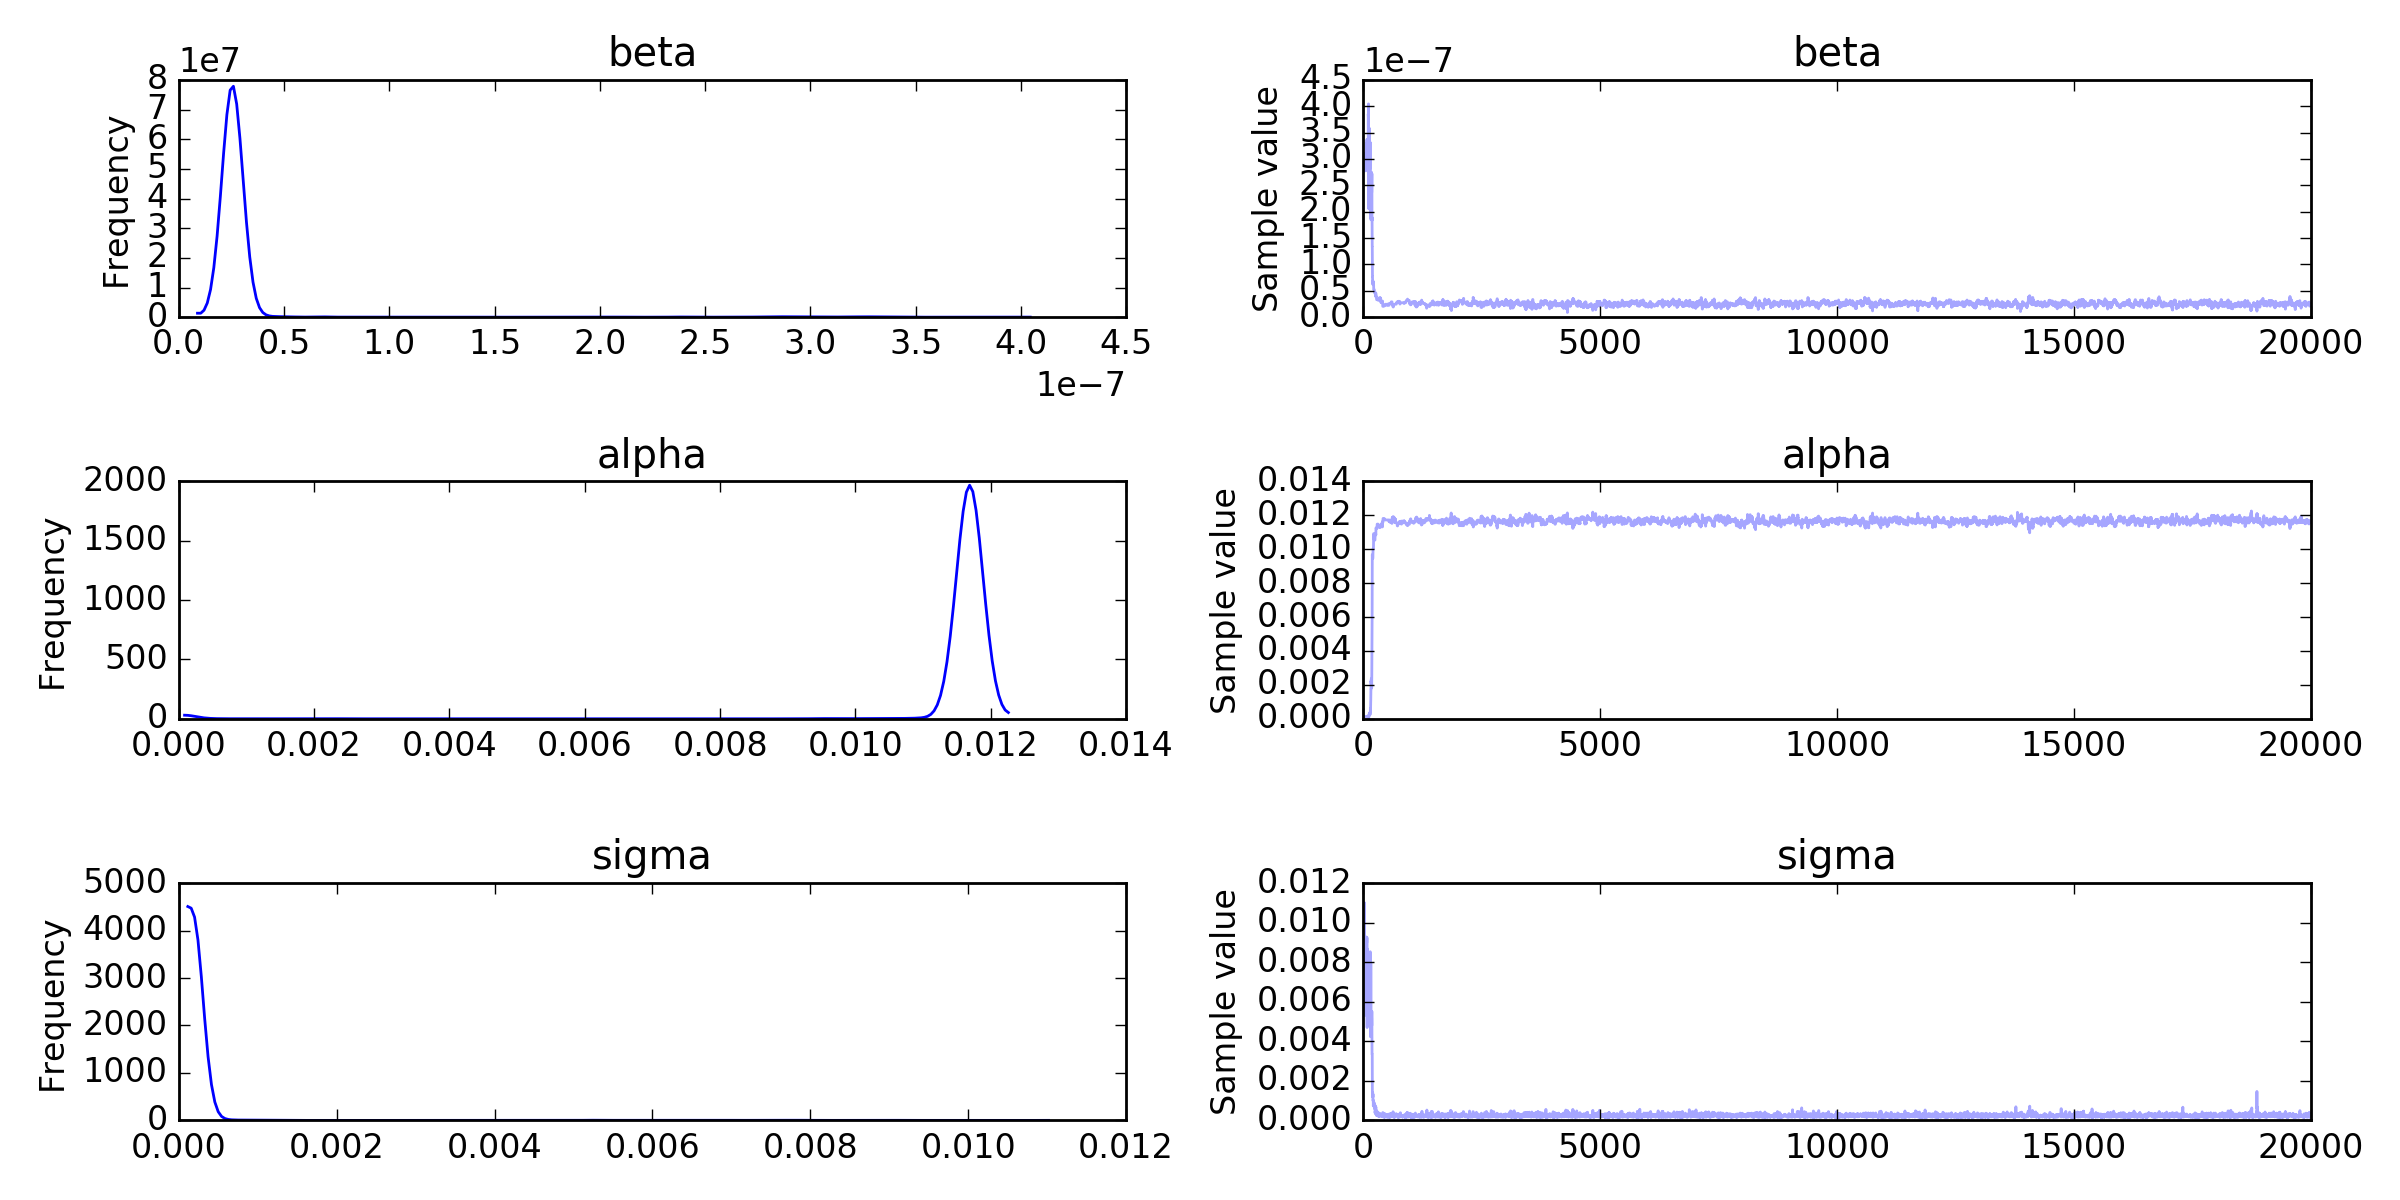 beta
1e7
8
7
6
5
4
3
2
1
0
Frequency
0.0 0.5 1.0 1.5 2.0 2.5 3.0 3.5 4.0 4.5
1e−7
beta
1e−7
4.5
4.0
3.5
3.0
2.5
2.0
1.5
1.0
0.5
0.0
Sample value
0 5000 10000 15000 20000
alpha
2000
1500
1000
500
0
Frequency
0.000 0.002 0.004 0.006 0.008 0.010 0.012 0.014
alpha
0.014
0.012
0.010
0.008
0.006
0.004
0.002
0.000
Sample value
0 5000 10000 15000 20000
sigma
5000
4000
3000
2000
1000
0
Frequency
0.000 0.002 0.004 0.006 0.008 0.010 0.012
sigma
0.012
0.010
0.008
0.006
0.004
0.002
0.000
Sample value
0 5000 10000 15000 20000